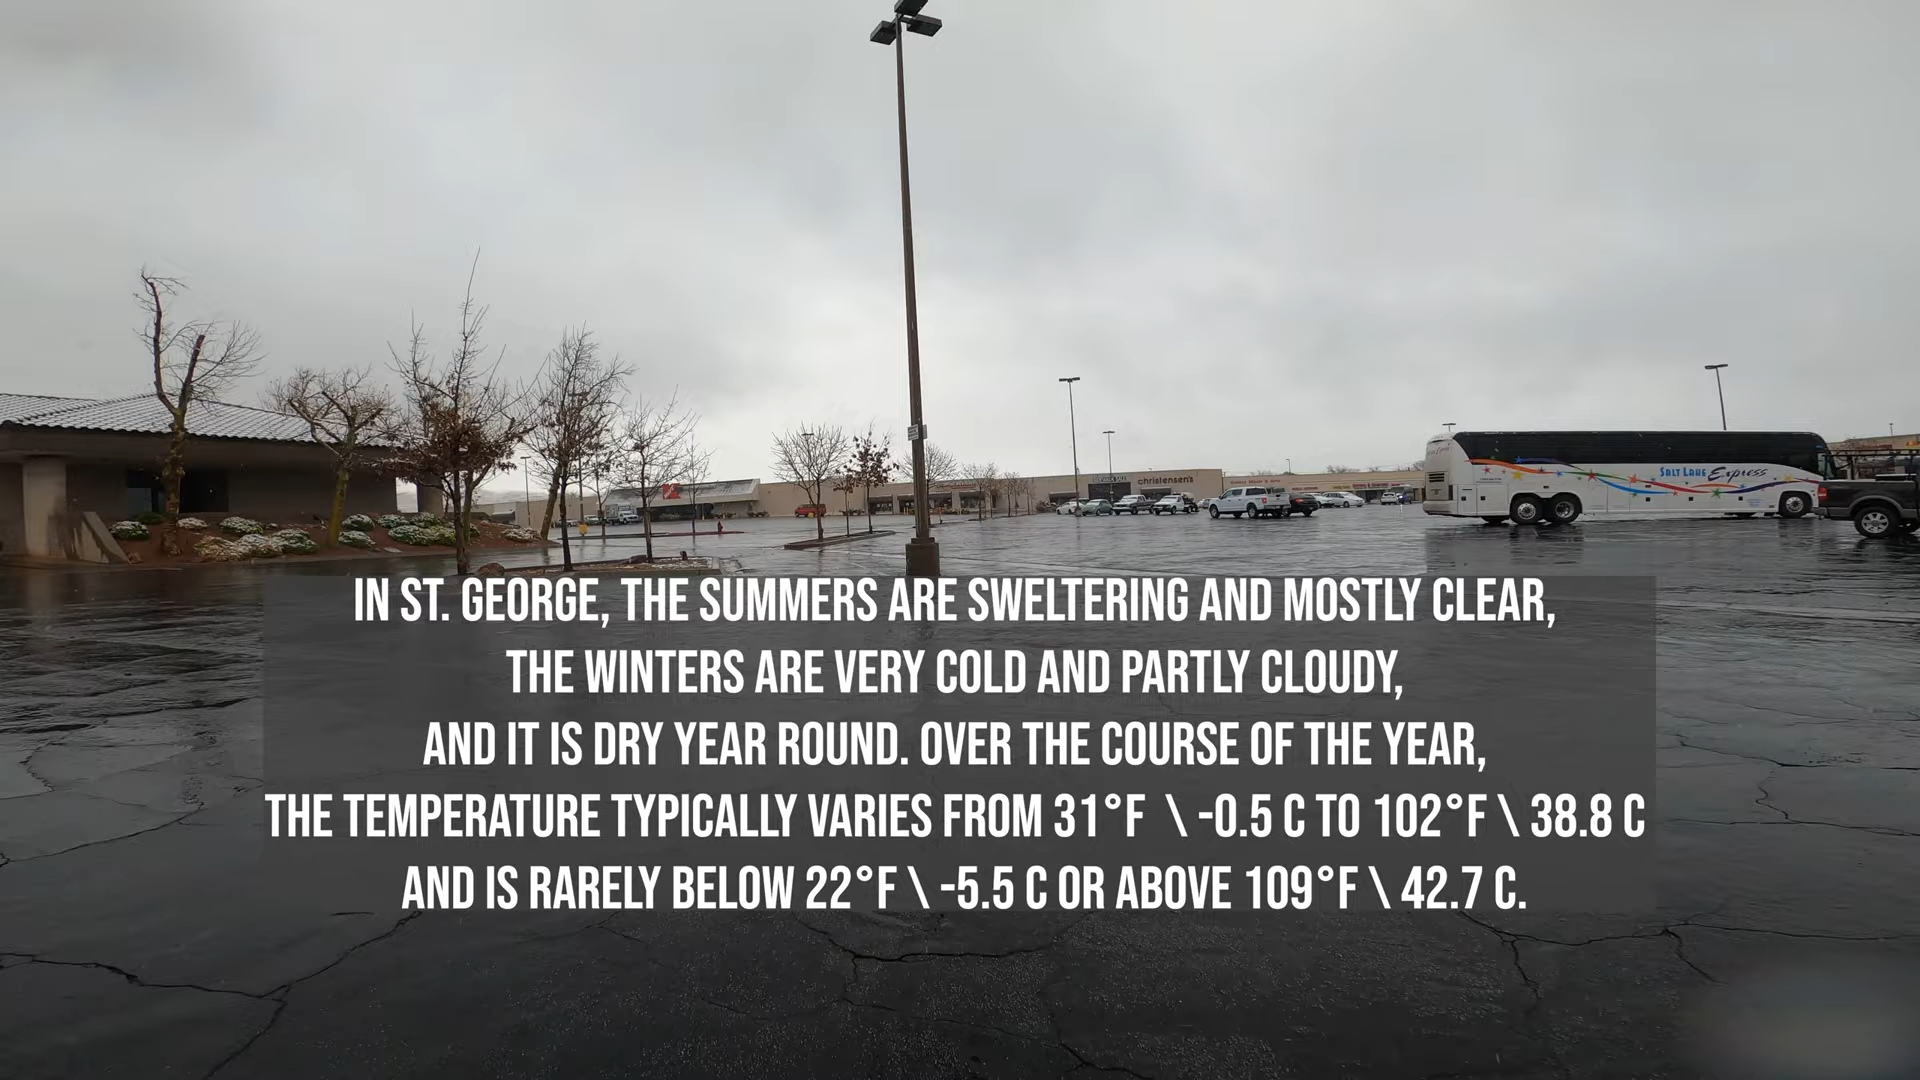 christensen's
SALT LAKE Express
IN ST. GEORGE, THE SUMMERS ARE SWELTERING AND MOSTLY CLEAR,
THE WINTERS ARE VERY COLD AND PARTLY CLOUDY,
AND IT IS DRY YEAR ROUND. OVER THE COURSE OF THE YEAR,
THE TEMPERATURE TYPICALLY VARIES FROM 31°F \ -0.5 C TO 102°F \ 38.8 C
AND IS RARELY BELOW 22°F \ -5.5 C OR ABOVE 109°F \ 42.7 C.